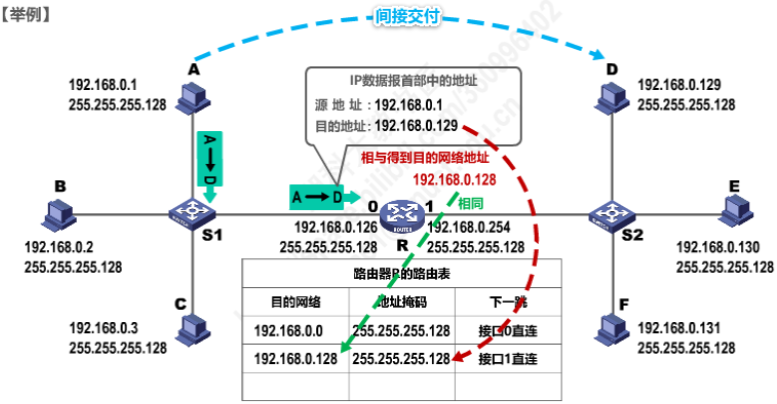 【举例】
间接交付
A
192.168.0.1
255.255.255.128
D
192.168.0.129
255.255.255.128
IP数据报首部中的地址
源 地 址 : 192.168.0.1
目的地址: 192.168.0.129
A → D
相与得到目的网络地址
192.168.0.128
相同
A → D
B
192.168.0.2
255.255.255.128
S1
0
1
192.168.0.126
255.255.255.128
ROUTER
R
192.168.0.254
255.255.255.128
S2
E
192.168.0.130
255.255.255.128
C
192.168.0.3
255.255.255.128
F
192.168.0.131
255.255.255.128
路由器R的路由表
目的网络 地址掩码 下一跳
192.168.0.0 255.255.255.128 接口0直连
192.168.0.128 255.255.255.128 接口1直连